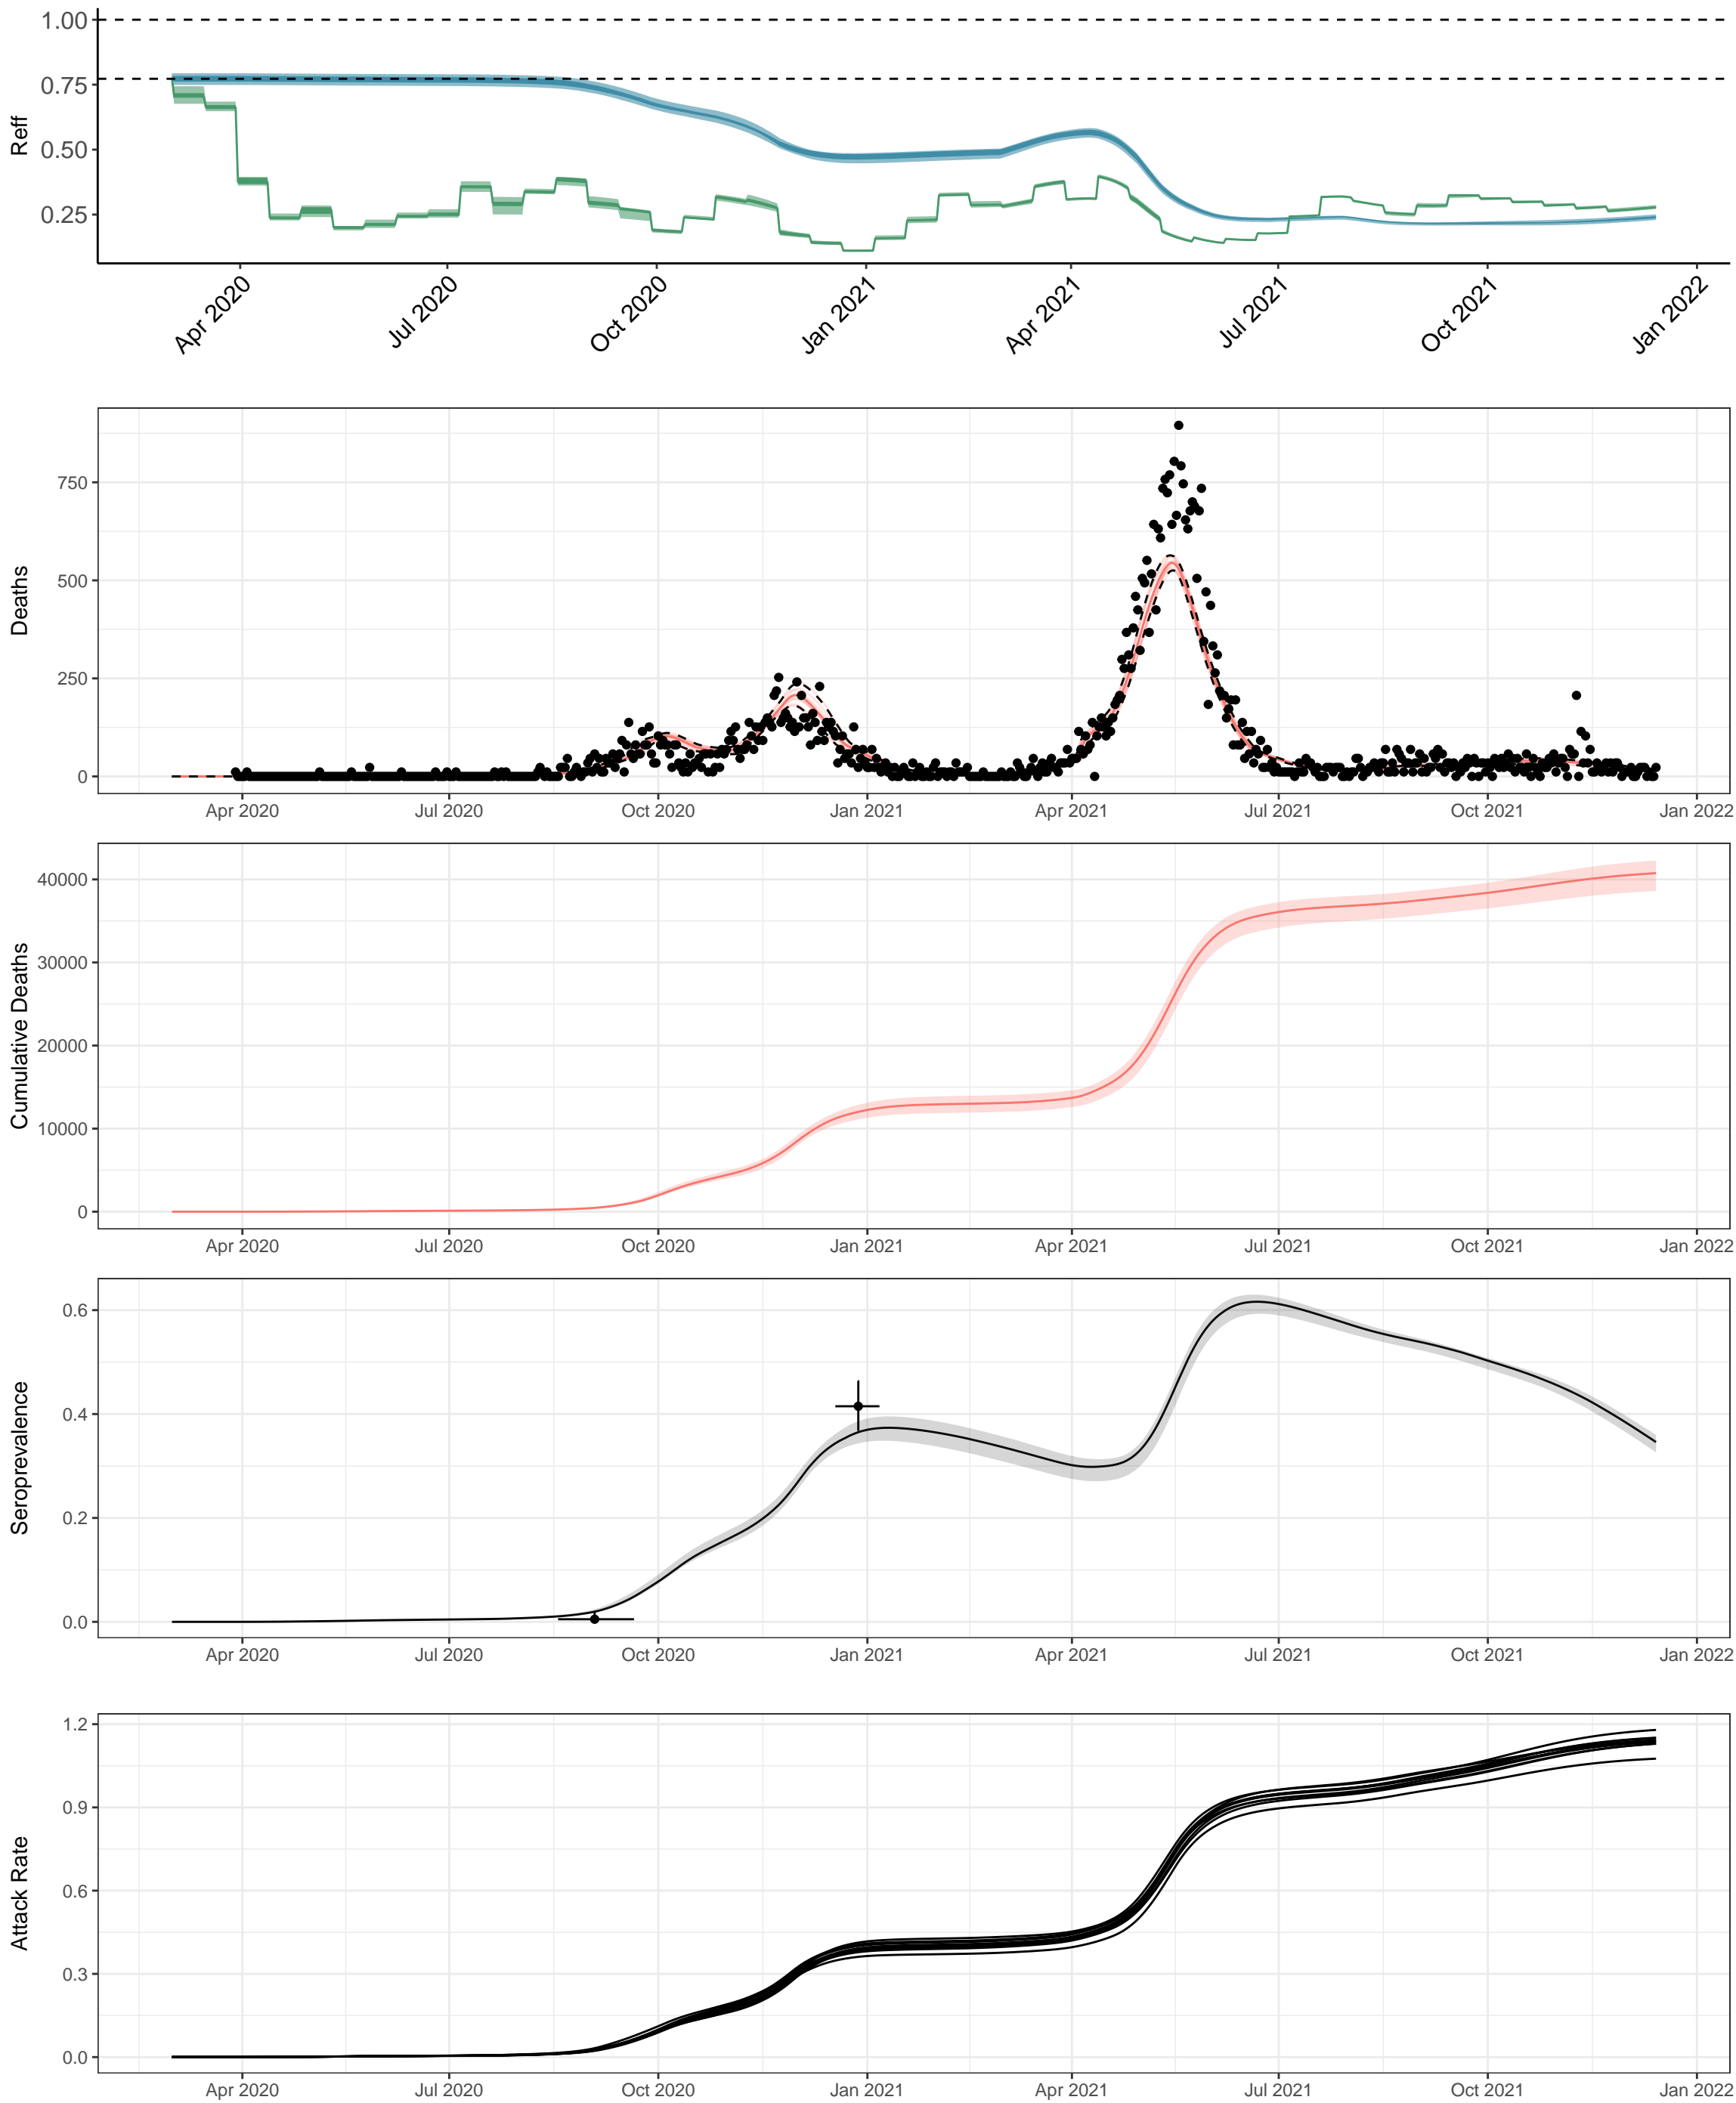 Reff
1.00
0.75
0.50
0.25
Apr 2020
Jul 2020
Oct 2020
Jan 2021
Apr 2021
Jul 2021
Oct 2021
Jan 2022
Deaths
750
500
250
0
Apr 2020
Jul 2020
Oct 2020
Jan 2021
Apr 2021
Jul 2021
Oct 2021
Jan 2022
Cumulative Deaths
40000
30000
20000
10000
0
Apr 2020
Jul 2020
Oct 2020
Jan 2021
Apr 2021
Jul 2021
Oct 2021
Jan 2022
Seroprevalence
0.6
0.4
0.2
0.0
Apr 2020
Jul 2020
Oct 2020
Jan 2021
Apr 2021
Jul 2021
Oct 2021
Jan 2022
Attack Rate
1.2
0.9
0.6
0.3
0.0
Apr 2020
Jul 2020
Oct 2020
Jan 2021
Apr 2021
Jul 2021
Oct 2021
Jan 2022